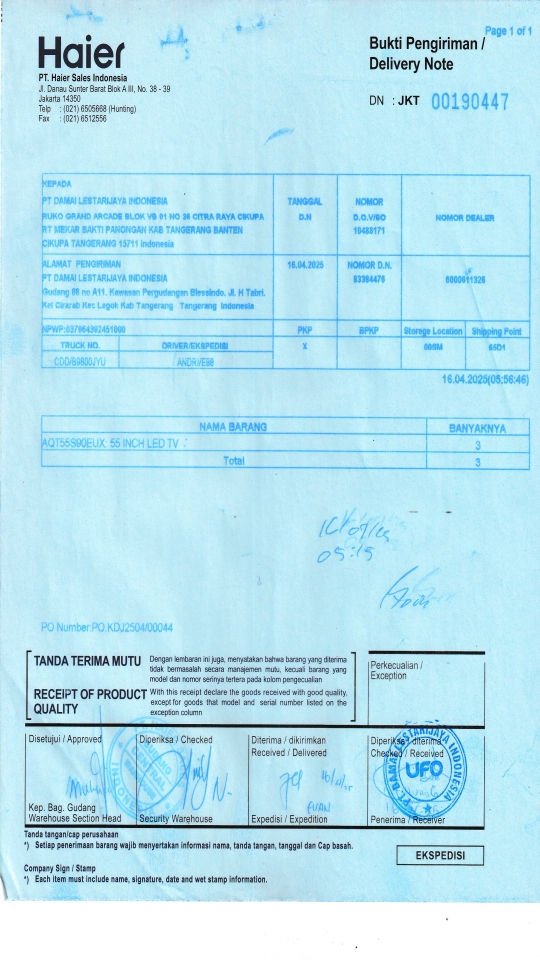 Page 1 of 1
Haier
Bukti Pengiriman /
Delivery Note
PT. Haier Sales Indonesia
Jl. Danau Sunter Barat Blok A III, No. 38 - 39
Jakarta 14350
Telp : (021) 6505668 (Hunting)
Fax : (021) 6512556
DN : JKT 00190447
KEPADA
PT DAMAI LESTARIJAYA INDONESIA
RUKO GRAND ARCADE BLOK VB 01 NO 36 CITRA RAYA CIKUPA
RT MEKAR BAKTI PANONGAN KAB TANGERANG BANTEN
CIKUPA TANGERANG 15711 Indonesia
TANGGAL
D.N
NOMOR
D.O.V/SO
10483171
NOMOR DEALER
ALAMAT PENGIRIMAN
PT DAMAI LESTARIJAYA INDONESIA
Gudang 88 no A11. Kawasan Pergudangan Blessindo. Jl. H Tabri.
Kel Cirarab Kec Legok Kab Tangerang Tangerang Indonesia
16.04.2025
NOMOR D.N.
83384476
0000611326
NPWP:037864392451000
PKP
BPKP
Storege Location
Shipping Point
TRUCK NO.
DRIVER/EKSPEDISI
X
00SM
65D1
CDD/B9800JYU
16.04.2025(05:56:46)
NAMA BARANG
BANYAKNYA
AQT55S90EUX: 55 INCH LED TV
3
Total
3
05:15
PO Number:PO.KDJ2504/00044
TANDA TERIMA MUTU
Dengan lembaran ini juga, menyatakan bahwa barang yang diterima
tidak bermasalah secara manajemen mutu, kecuali barang yang
model dan nomor serinya tertera pada kolom pengecualian
RECEIPT OF PRODUCT
QUALITY
With this receipt declare the goods received with good quality,
except for goods that model and serial number listed on the
exception column
Perkecualian /
Exception
Disetujui / Approved
Diperiksa / Checked
Diterima / dikirimkan
Received / Delivered
Diperiksa / diterima
Checked / Received
PT DAMAI LESTARIJAYA INDONESIA
UFO
Kep. Bag. Gudang
Warehouse Section Head
Security Warehouse
Expedisi / Expedition
Penerima / Receiver
Tanda tangan/cap perusahaan
*) Setiap penerimaan barang wajib menyertakan informasi nama, tanda tangan, tanggal dan Cap basah.
EKSPEDISI
Company Sign / Stamp
*) Each item must include name, signature, date and wet stamp information.